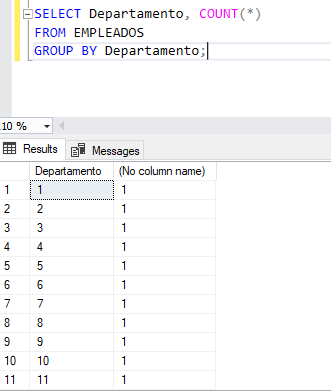 SELECT Departamento, COUNT(*)
FROM EMPLEADOS
GROUP BY Departamento;
10 %
Results Messages
Departamento (No column name)
1 1 1
2 2 1
3 3 1
4 4 1
5 5 1
6 6 1
7 7 1
8 8 1
9 9 1
10 10 1
11 11 1